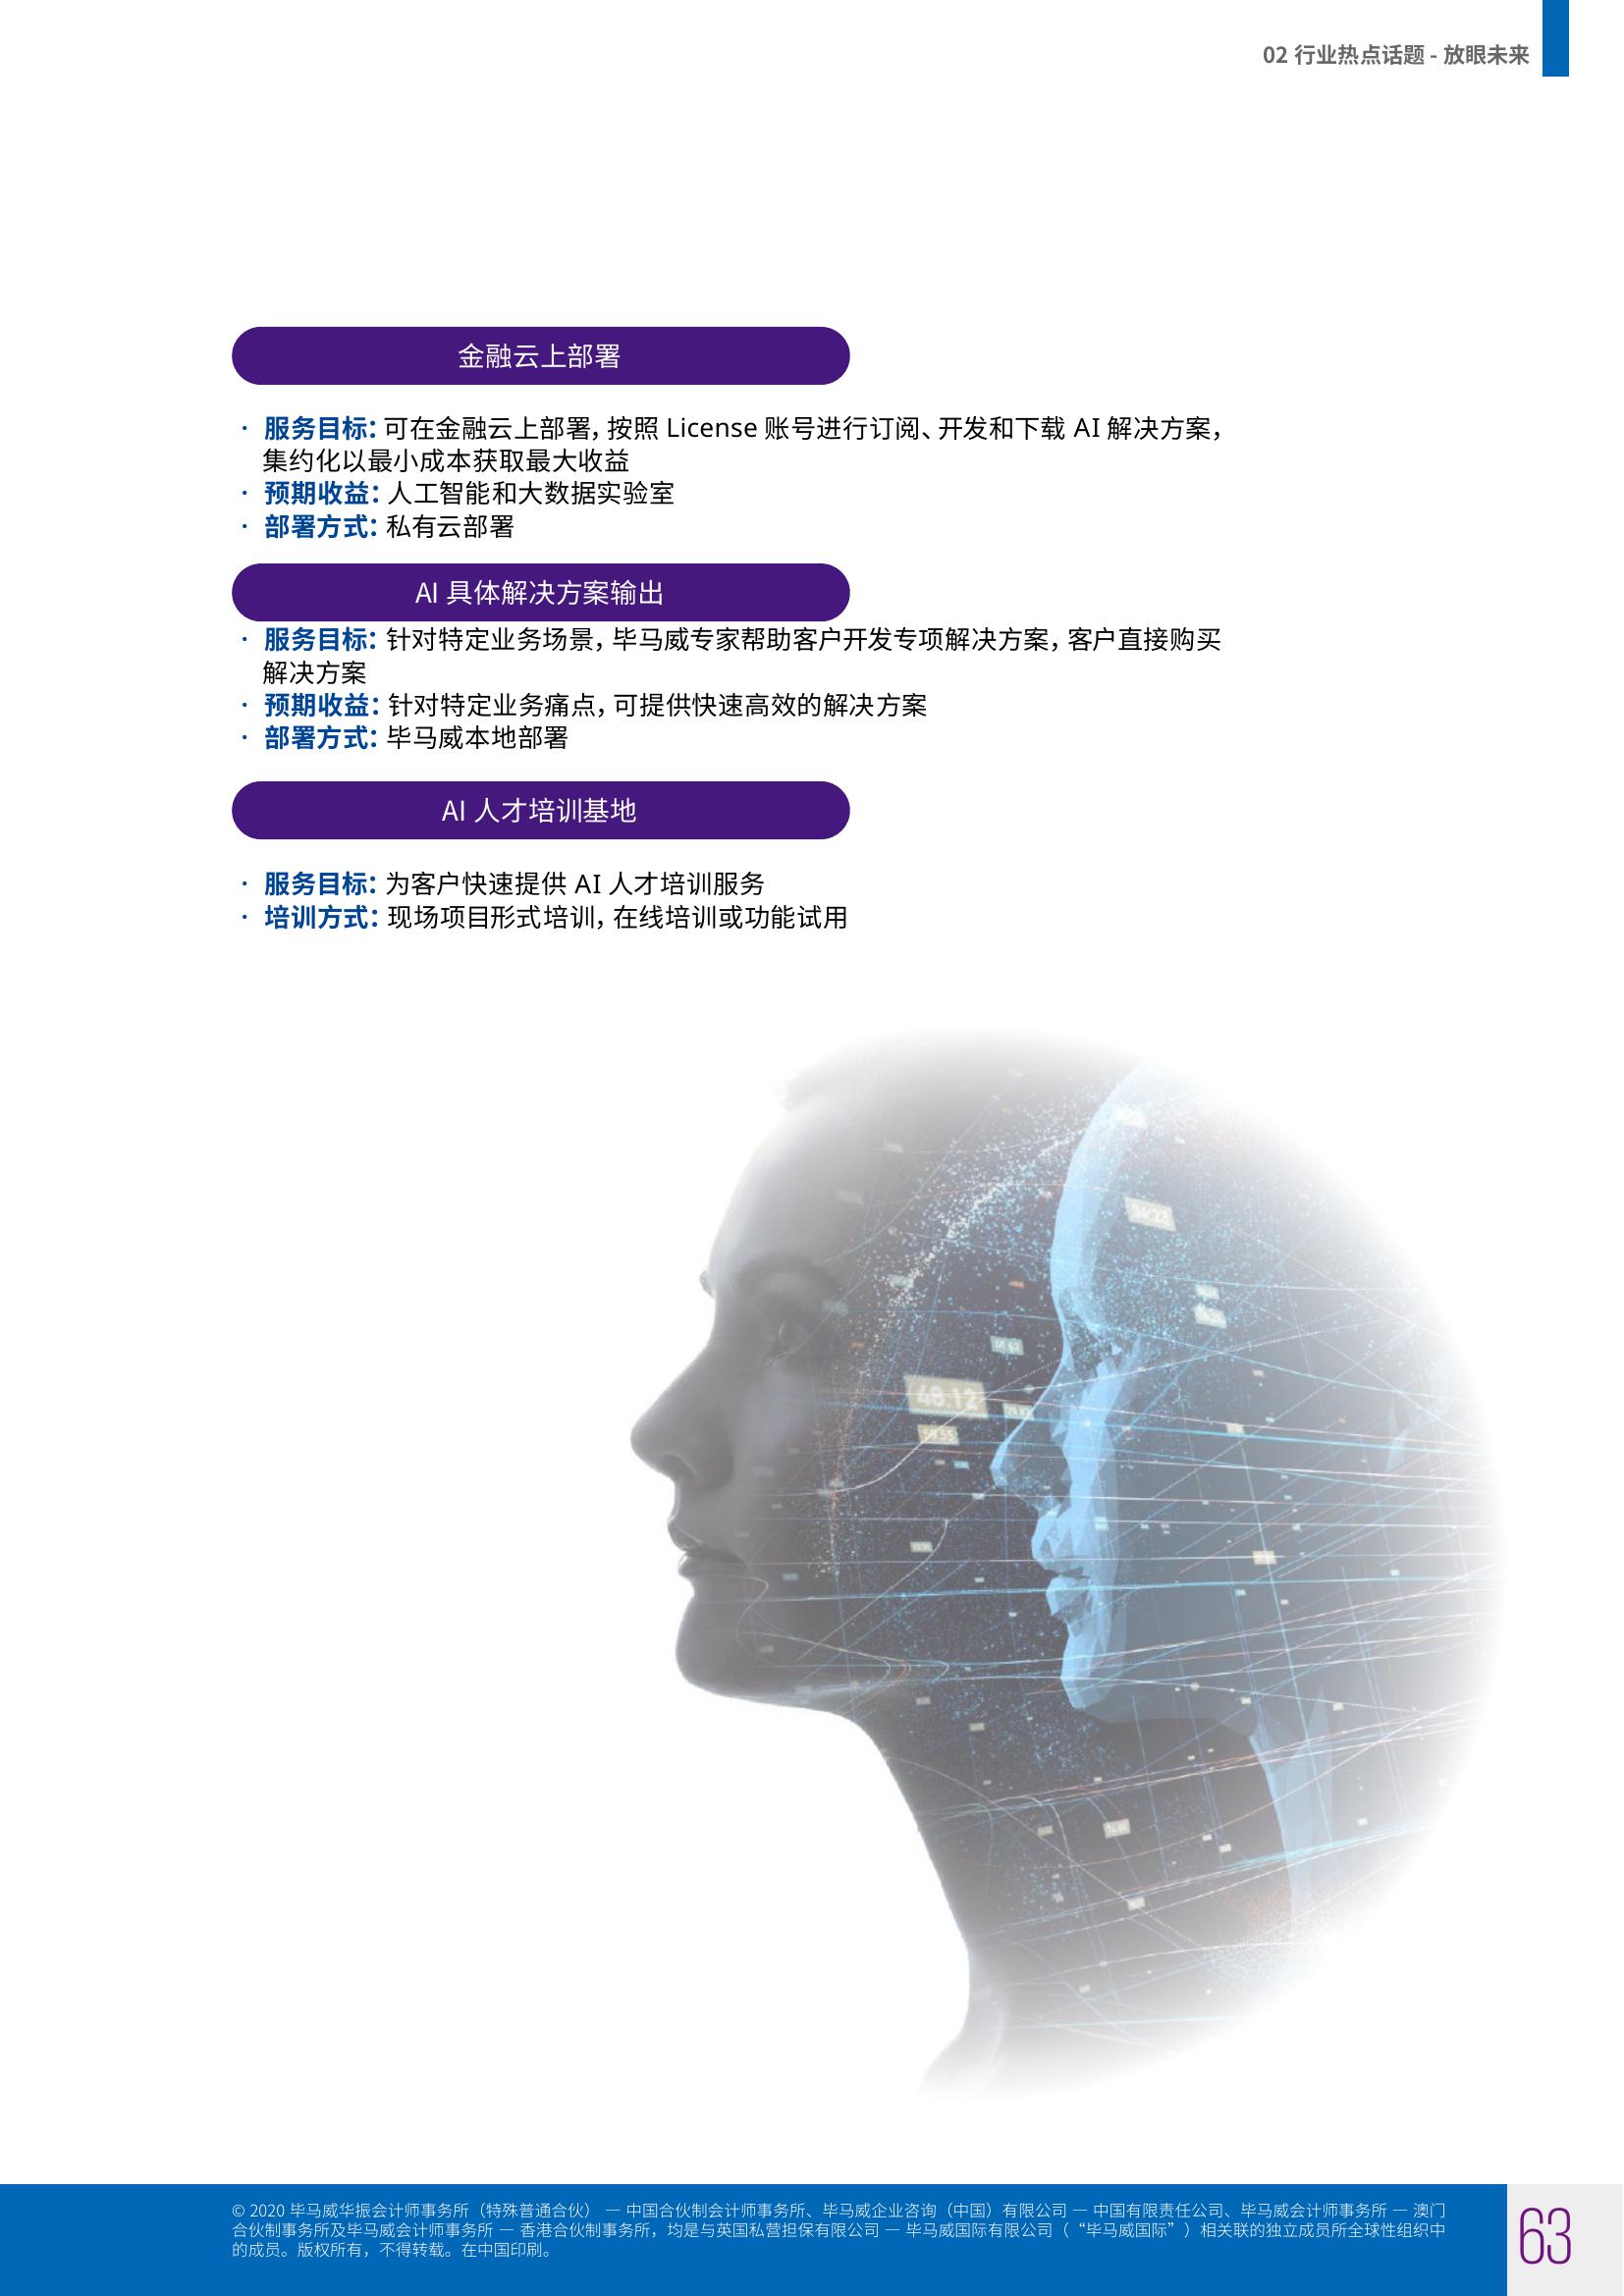 02 行业热点话题 - 放眼未来
金融云上部署
· 服务目标：可在金融云上部署，按照 License 账号进行订阅、开发和下载 AI 解决方案，
集约化以最小成本获取最大收益
· 预期收益：人工智能和大数据实验室
· 部署方式：私有云部署
AI 具体解决方案输出
· 服务目标：针对特定业务场景，毕马威专家帮助客户开发专项解决方案，客户直接购买
解决方案
· 预期收益：针对特定业务痛点，可提供快速高效的解决方案
· 部署方式：毕马威本地部署
AI 人才培训基地
· 服务目标：为客户快速提供 AI 人才培训服务
· 培训方式：现场项目形式培训，在线培训或功能试用
48.12
© 2020 毕马威华振会计师事务所（特殊普通合伙） — 中国合伙制会计师事务所、毕马威企业咨询（中国）有限公司 — 中国有限责任公司、毕马威会计师事务所 — 澳门
合伙制事务所及毕马威会计师事务所 — 香港合伙制事务所，均是与英国私营担保有限公司 — 毕马威国际有限公司（“毕马威国际”）相关联的独立成员所全球性组织中
的成员。版权所有，不得转载。在中国印刷。
63